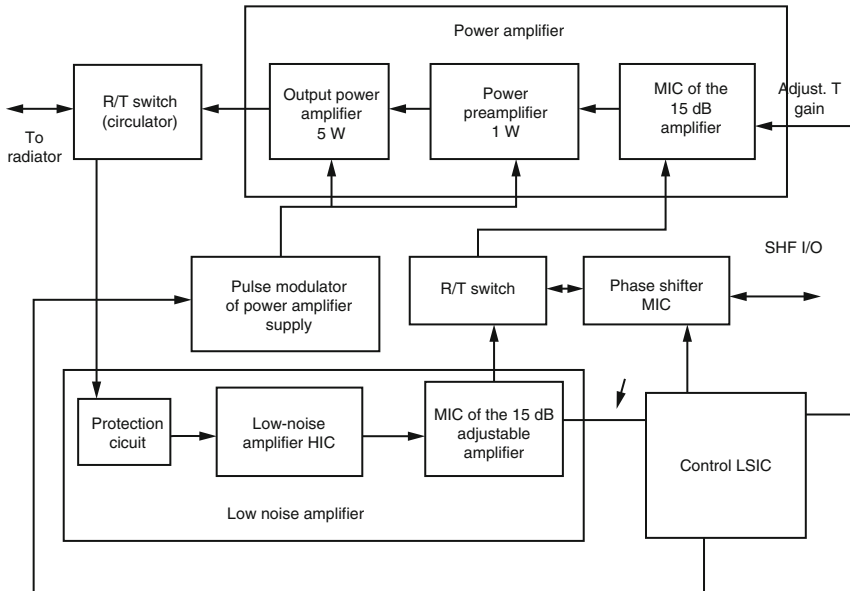 Power amplifier
R/T switch
(circulator)
Output power
amplifier
5 W
Power
preamplifier
1 W
MIC of the
15 dB
amplifier
Adjust. T
gain
To
radiator
SHF I/O
Pulse modulator
of power amplifier
supply
R/T switch
Phase shifter
MIC
Protection
cicuit
Low-noise
amplifier HIC
MIC of the 15 dB
adjustable
amplifier
Control LSIC
Low noise amplifier